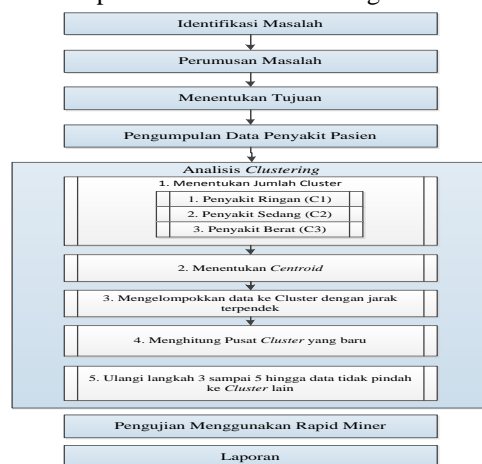 Identifikasi Masalah
Perumusan Masalah
Menentukan Tujuan
Pengumpulan Data Penyakit Pasien
Analisis Clustering
1. Menentukan Jumlah Cluster
1. Penyakit Ringan (C1)
2. Penyakit Sedang (C2)
3. Penyakit Berat (C3)
2. Menentukan Centroid
3. Mengelompokkan data ke Cluster dengan jarak
terpendek
4. Menghitung Pusat Cluster yang baru
5. Ulangi langkah 3 sampai 5 hingga data tidak pindah
ke Cluster lain
Pengujian Menggunakan Rapid Miner
Laporan